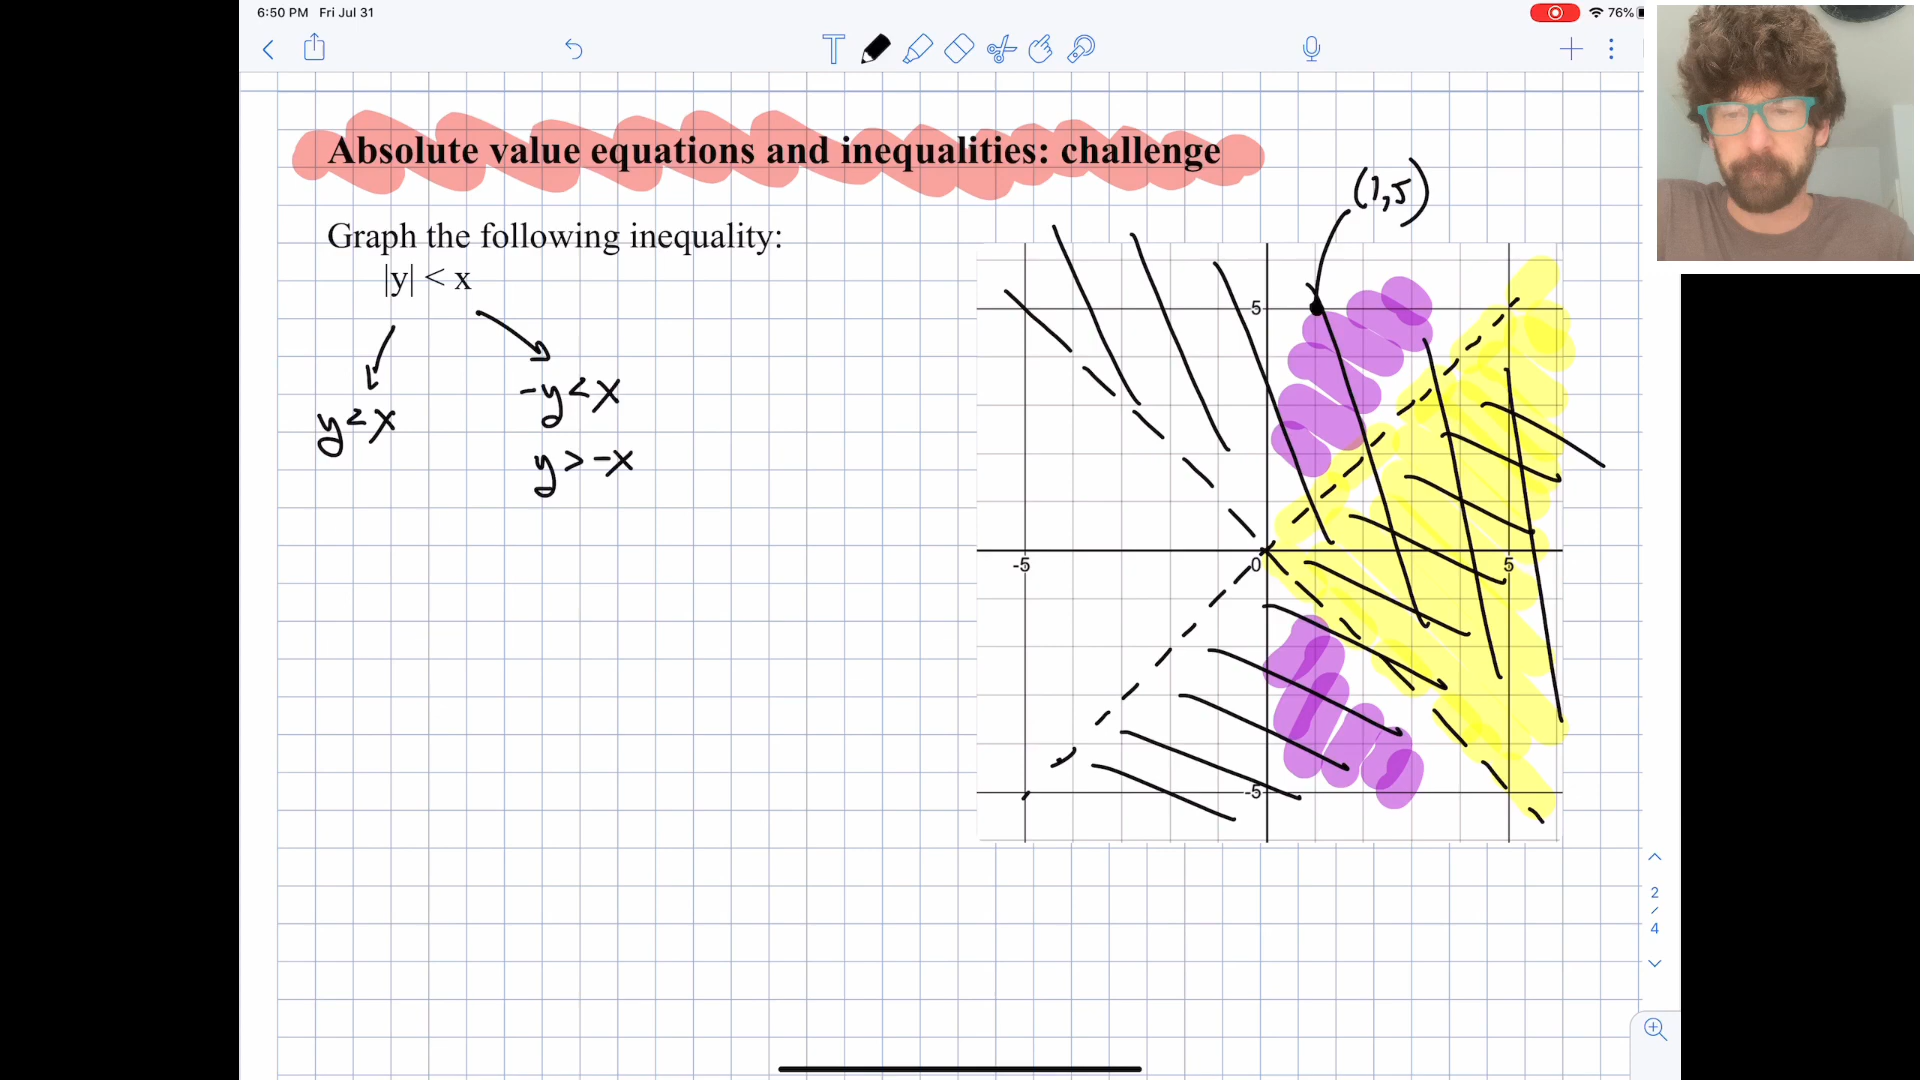 6:50 PM Fri Jul 31
76%
T
Absolute value equations and inequalities: challenge
(1,5)
Graph the following inequality:
|y| < x
-y < x
y < x
y > -x
5
-5
0
5
-5
2
/
4